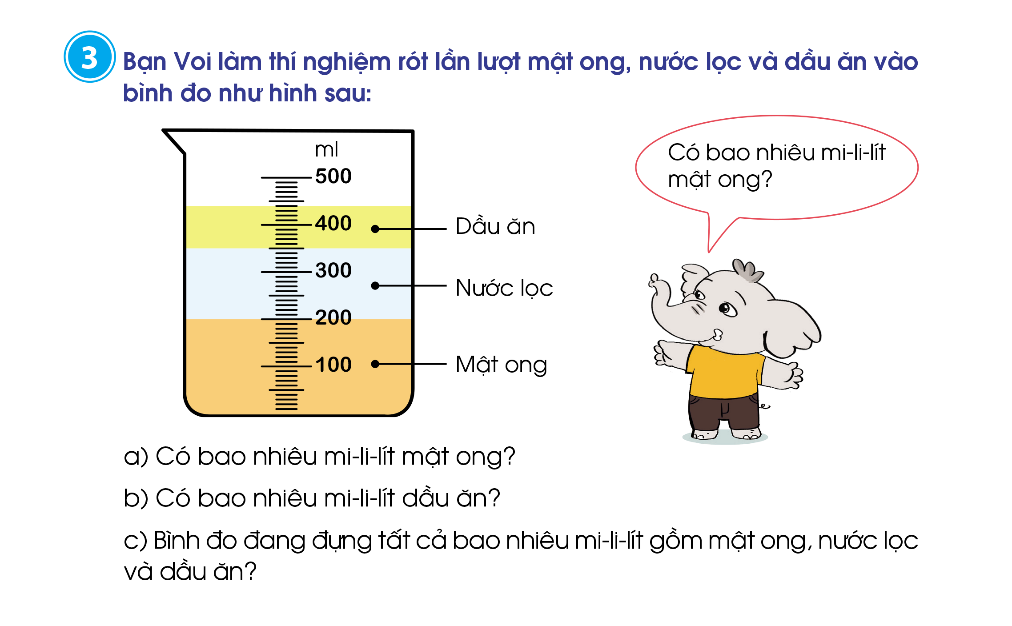 3
Bạn Voi làm thí nghiệm rót lần lượt mật ong, nước lọc và dầu ăn vào
bình đo như hình sau:
ml
500
400
300
200
100
Dầu ăn
Nước lọc
Mật ong
Có bao nhiêu mi-li-lít
mật ong?
a) Có bao nhiêu mi-li-lít mật ong?
b) Có bao nhiêu mi-li-lít dầu ăn?
c) Bình đo đang đựng tất cả bao nhiêu mi-li-lít gồm mật ong, nước lọc
và dầu ăn?